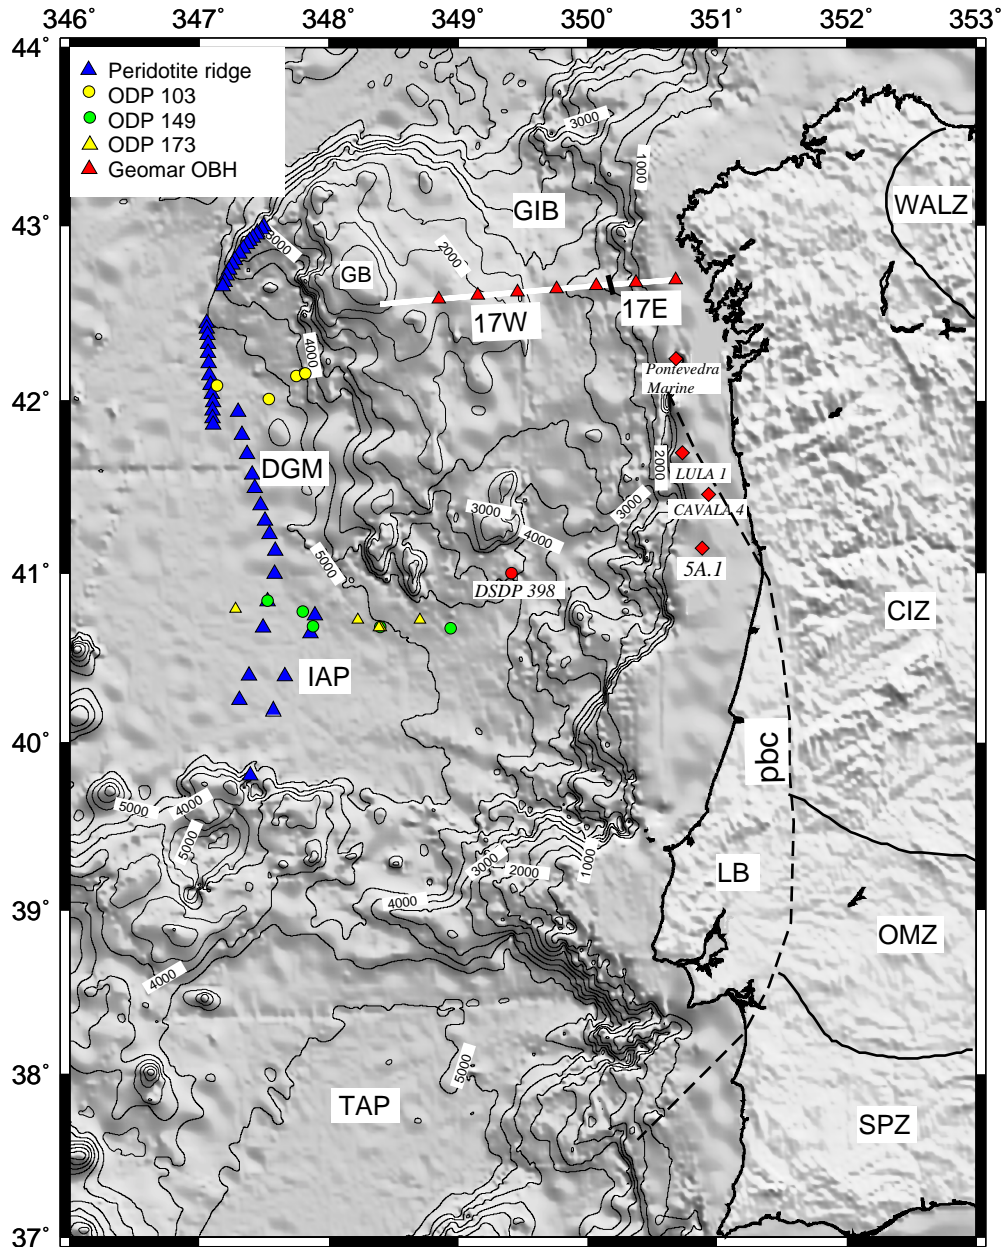 346° 347° 348° 349° 350° 351° 352° 353°
44°
Peridotite ridge
ODP 103
ODP 149
ODP 173
Geomar OBH
3000
1000
43°
GIB
WALZ
3000
2000
GB
17W
17E
4000
Pontevedra
Marine
42°
DGM
2000
LULA 1
3000
3000
CAVALA 4
4000
5000
5A.1
41°
DSDP 398
CIZ
IAP
40°
pbc
5000
4000
5000
3000
2000
1000
LB
4000
39°
OMZ
4000
38°
5000
TAP
SPZ
37°